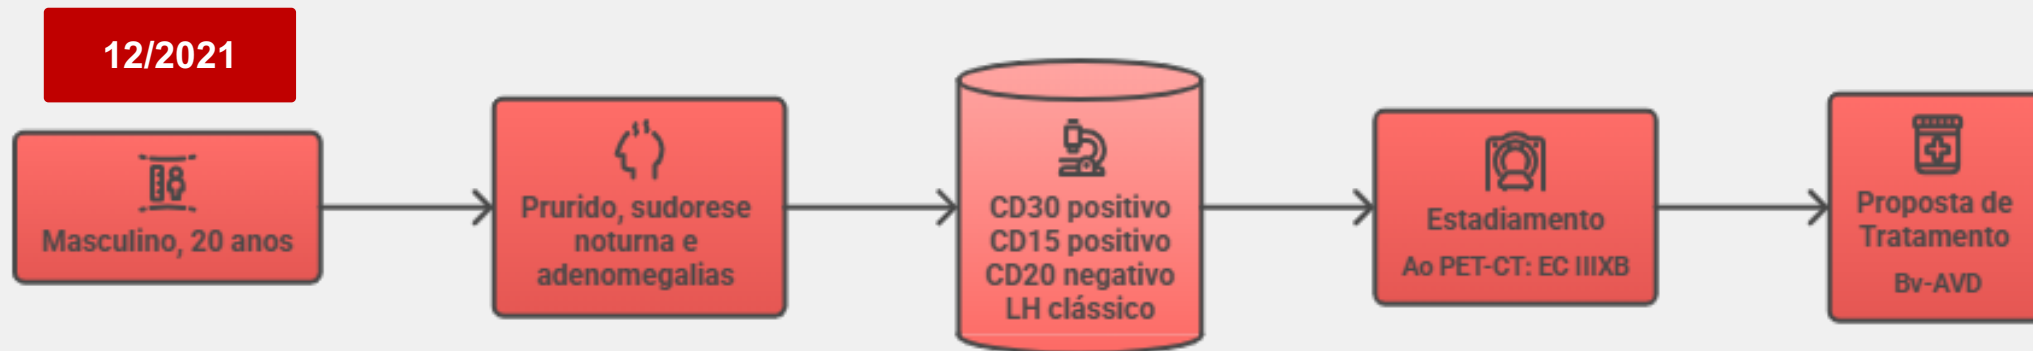 12/2021
Masculino, 20 anos
Prurido, sudorese
noturna e
adenomegalias
CD30 positivo
CD15 positivo
CD20 negativo
LH clássico
Estadiamento
Ao PET-CT: EC IIIXB
Proposta de
Tratamento
Bv-AVD